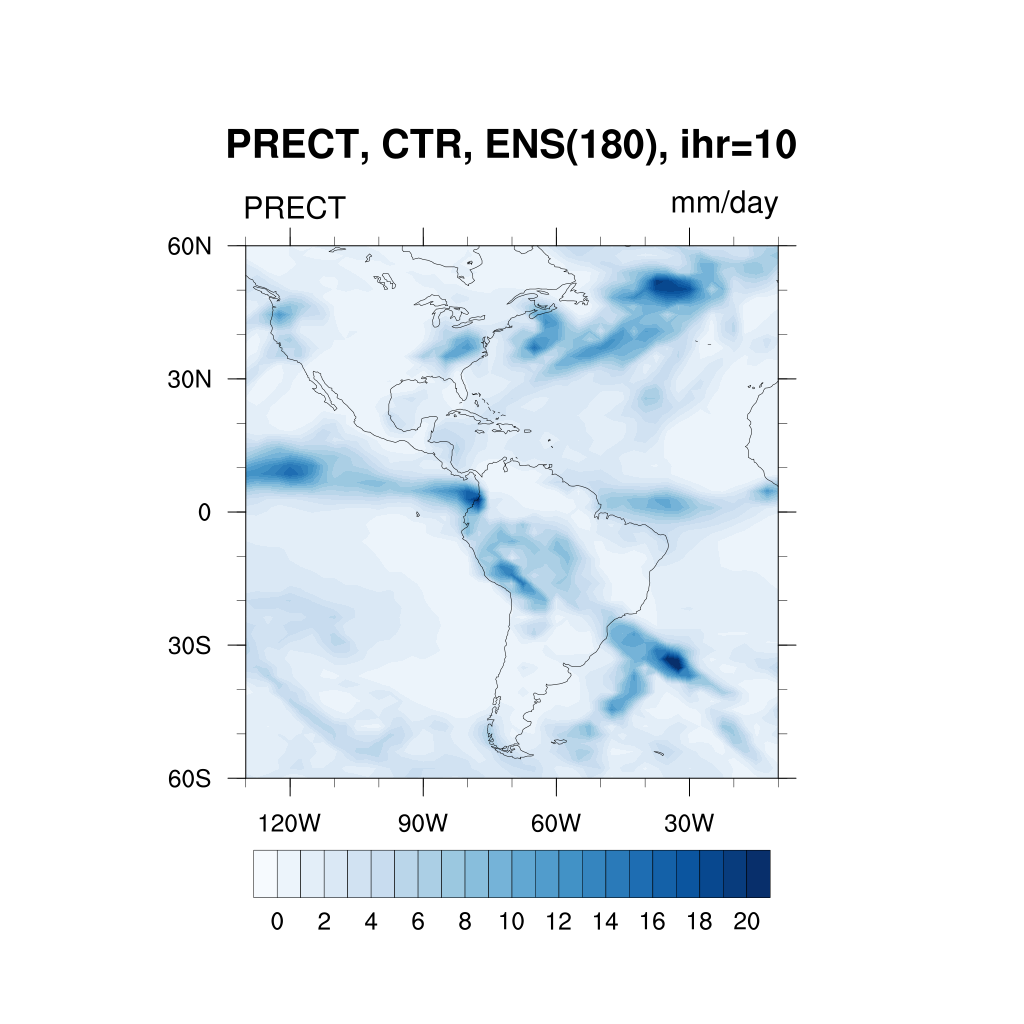 PRECT, CTR, ENS(180), ihr=10
PRECT mm/day
60N
30N
0
30S
60S
120W 90W 60W 30W
0 2 4 6 8 10 12 14 16 18 20